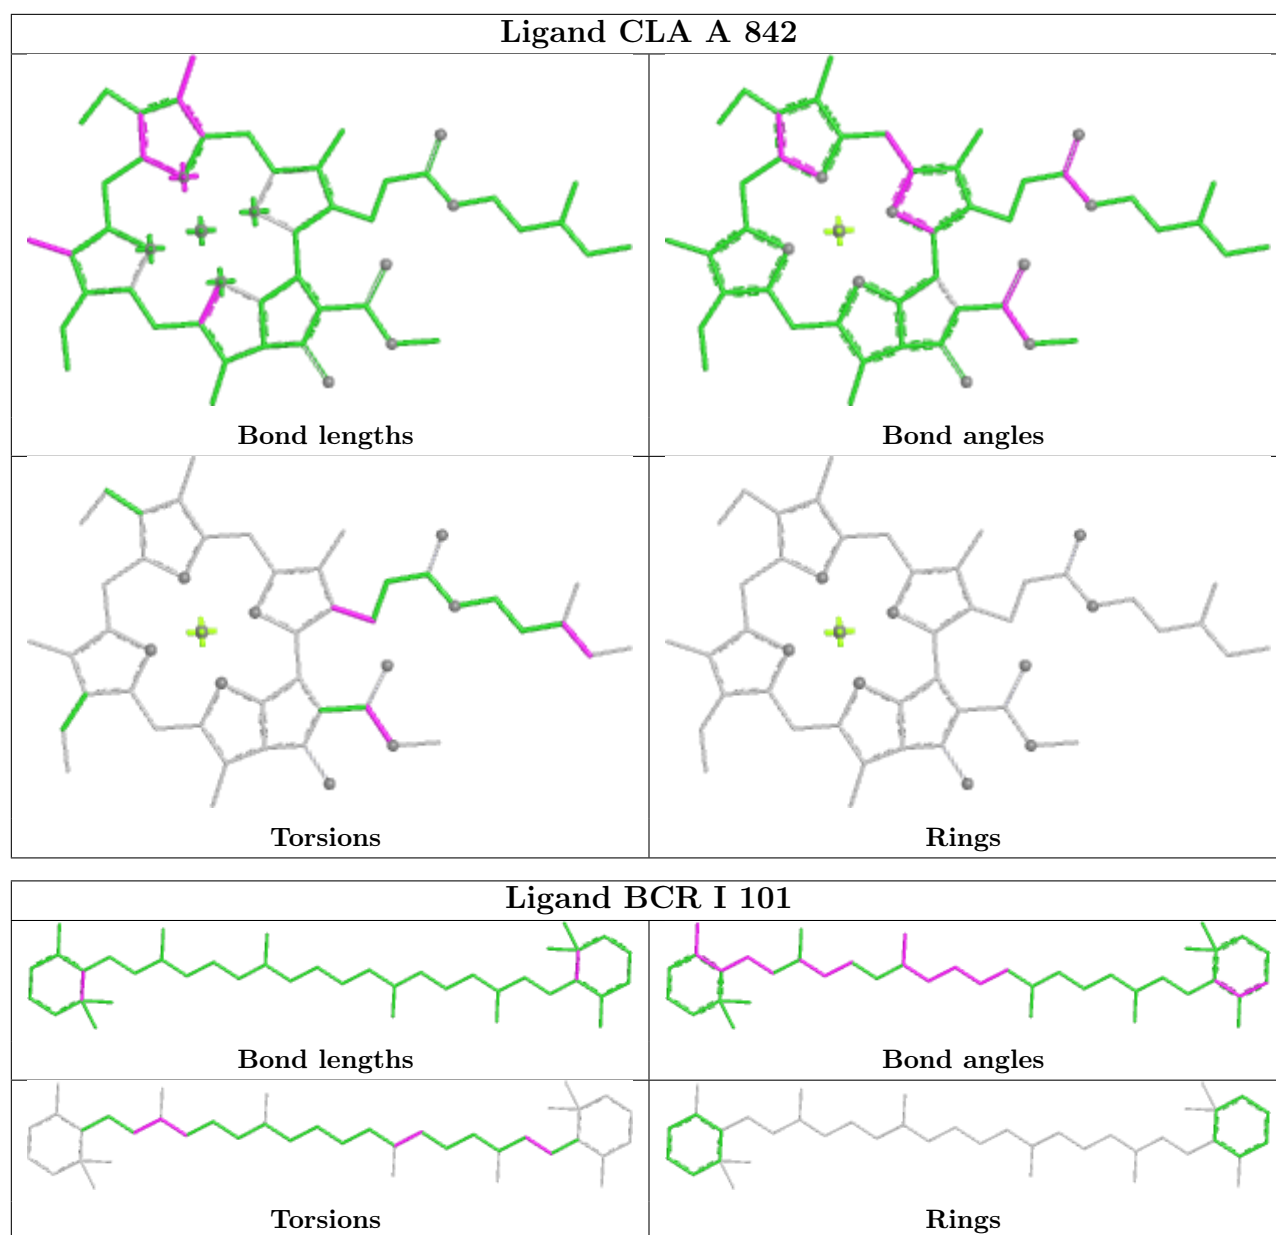 Ligand CLA A 842
Bond lengths
Bond angles
Torsions
Rings
Ligand BCR I 101
Bond lengths
Bond angles
Torsions
Rings